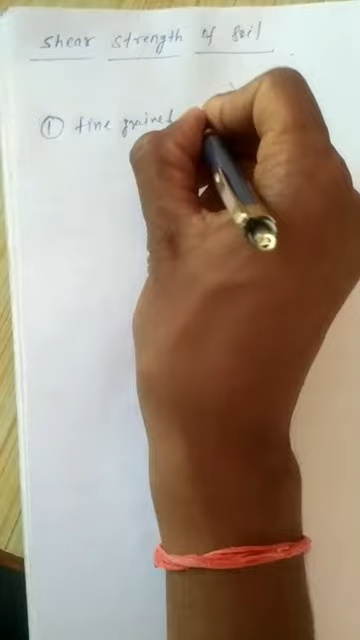 shear strength of soil
① fine grained